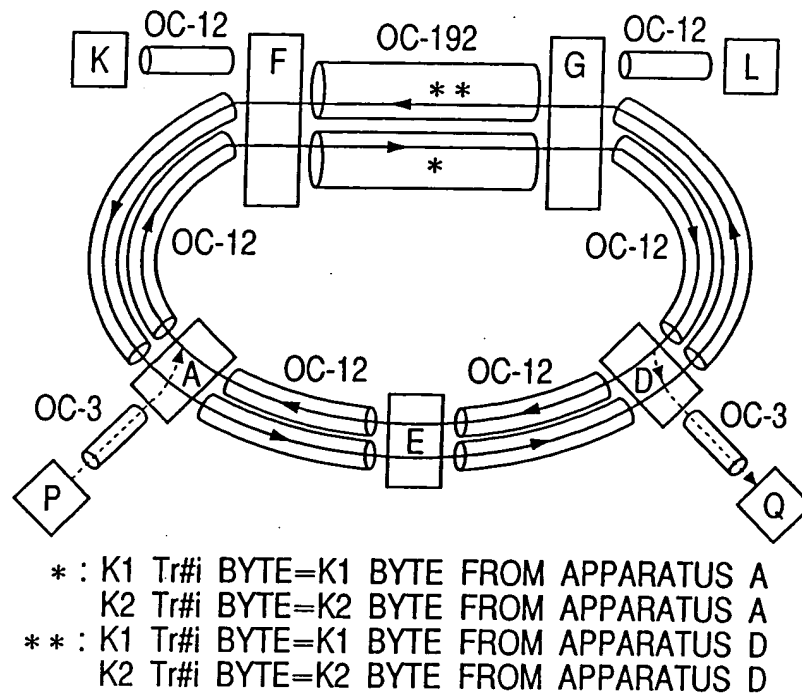 OC-12 OC-192 OC-12
K F G L
**
*
OC-12 OC-12
A OC-12 OC-12 D
OC-3 E OC-3
P Q
* : K1 Tr#i BYTE=K1 BYTE FROM APPARATUS A
K2 Tr#i BYTE=K2 BYTE FROM APPARATUS A
** : K1 Tr#i BYTE=K1 BYTE FROM APPARATUS D
K2 Tr#i BYTE=K2 BYTE FROM APPARATUS D